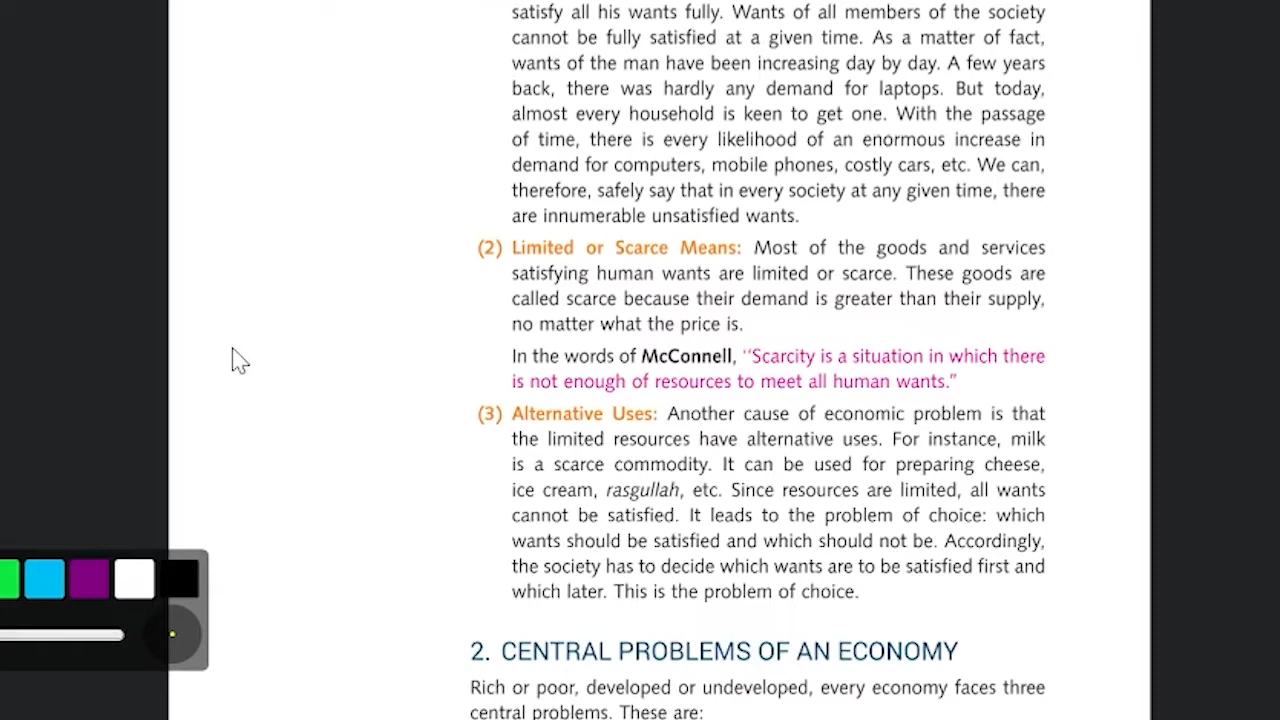 satisfy all his wants fully. Wants of all members of the society
cannot be fully satisfied at a given time. As a matter of fact,
wants of the man have been increasing day by day. A few years
back, there was hardly any demand for laptops. But today,
almost every household is keen to get one. With the passage
of time, there is every likelihood of an enormous increase in
demand for computers, mobile phones, costly cars, etc. We can,
therefore, safely say that in every society at any given time, there
are innumerable unsatisfied wants.
(2) Limited or Scarce Means: Most of the goods and services
satisfying human wants are limited or scarce. These goods are
called scarce because their demand is greater than their supply,
no matter what the price is.
In the words of McConnell, ‘‘Scarcity is a situation in which there
is not enough of resources to meet all human wants.”
(3) Alternative Uses: Another cause of economic problem is that
the limited resources have alternative uses. For instance, milk
is a scarce commodity. It can be used for preparing cheese,
ice cream, rasgullah, etc. Since resources are limited, all wants
cannot be satisfied. It leads to the problem of choice: which
wants should be satisfied and which should not be. Accordingly,
the society has to decide which wants are to be satisfied first and
which later. This is the problem of choice.
2. CENTRAL PROBLEMS OF AN ECONOMY
Rich or poor, developed or undeveloped, every economy faces three
central problems. These are: